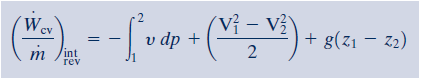 (Ẇcv / ṁ) int rev = − ∫₁² v dp + ((V₁² − V₂²) / 2) + g(z₁ − z₂)